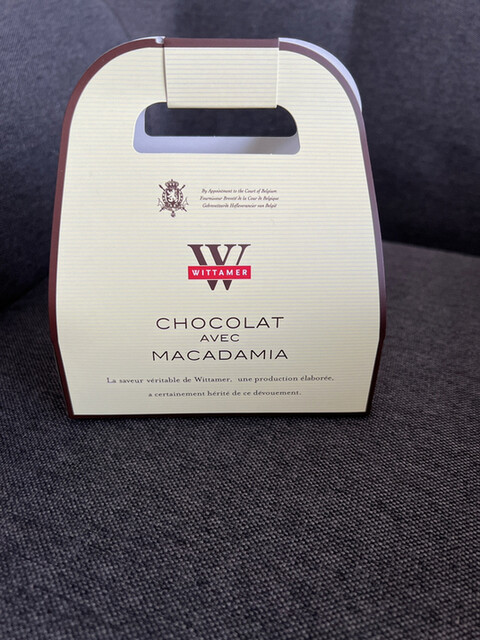 By Appointment to the Court of Belgium
Fournisseur Breveté de la Cour de Belgique
Gebrevetteerde Hofleverancier van België
W
WITTAMER
CHOCOLAT
AVEC
MACADAMIA
La saveur véritable de Wittamer, une production élaborée,
a certainement hérité de ce dévouement.